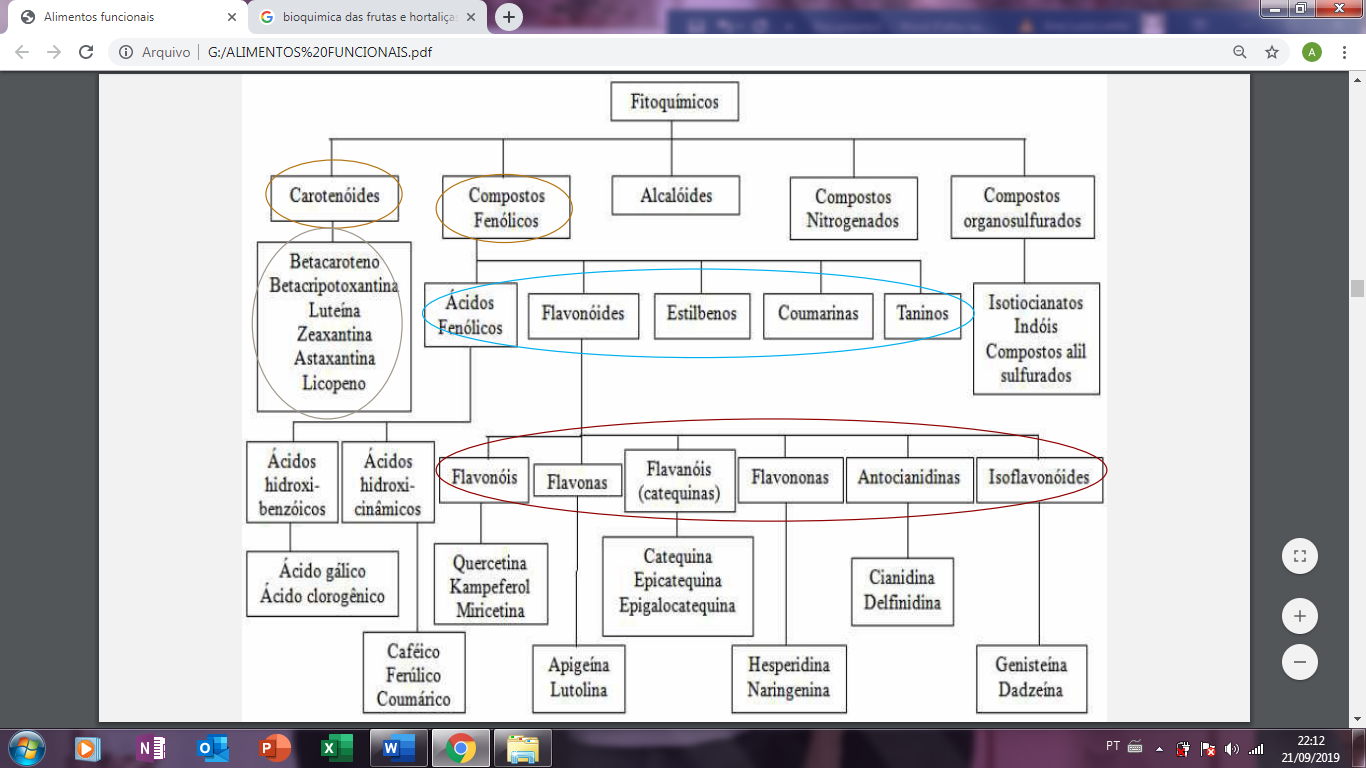 Alimentos funcionais
bioquimica das frutas e hortaliça
Arquivo
G:/ALIMENTOS%20FUNCIONAIS.pdf
A
Fitoquímicos
Carotenóides
Compostos
Fenólicos
Alcalóides
Compostos
Nitrogenados
Compostos
organosulfurados
Betacaroteno
Betacripotoxantina
Luteína
Zeaxantina
Astaxantina
Licopeno
Ácidos
Fenólicos
Flavonóides
Estilbenos
Coumarinas
Taninos
Isotiocianatos
Indóis
Compostos alil
sulfurados
Ácidos
hidroxi-
benzóicos
Ácidos
hidroxi-
cinâmicos
Flavonóis
Flavonas
Flavanóis
(catequinas)
Flavononas
Antocianidinas
Isoflavonóides
Ácido gálico
Ácido clorogênico
Quercetina
Kampeferol
Miricetina
Catequina
Epicatequina
Epigalocatequina
Cianidina
Delfinidina
Caféico
Ferúlico
Coumárico
Apigeína
Lutolina
Hesperidina
Naringenina
Genisteína
Dadzeína
PT
22:12
21/09/2019